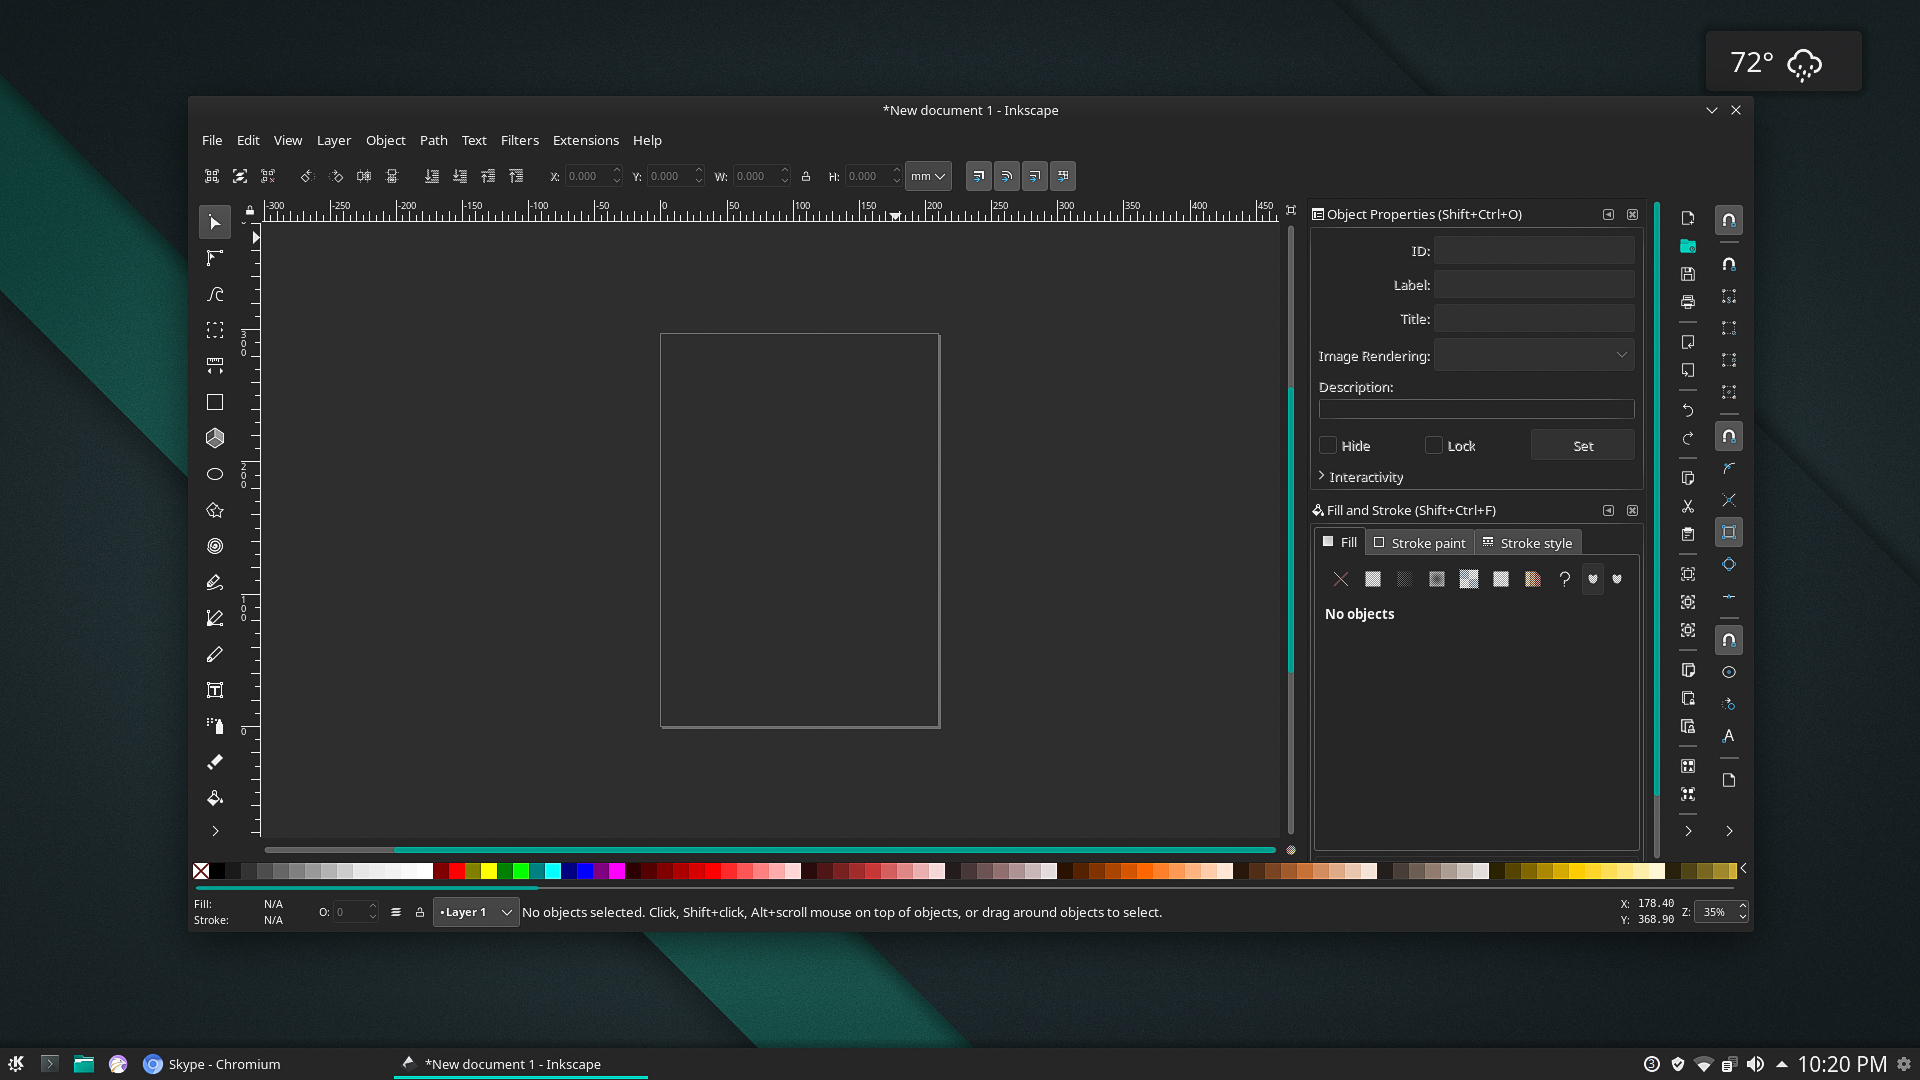 72°
*New document 1 - Inkscape
File Edit View Layer Object Path Text Filters Extensions Help
X: 0.000 Y: 0.000 W: 0.000 H: 0.000 mm
-300 -250 -200 -150 -100 -50 0 50 100 150 200 250 300 350 400 450
300
200
100
0
Object Properties (Shift+Ctrl+O)
ID:
Label:
Title:
Image Rendering:
Description:
Hide Lock Set
Interactivity
Fill and Stroke (Shift+Ctrl+F)
Fill Stroke paint Stroke style
No objects
Fill: N/A
Stroke: N/A
O: 0
•Layer 1
No objects selected. Click, Shift+click, Alt+scroll mouse on top of objects, or drag around objects to select.
X: 178.40
Y: 368.90
Z: 35%
Skype - Chromium
*New document 1 - Inkscape
3
10:20 PM